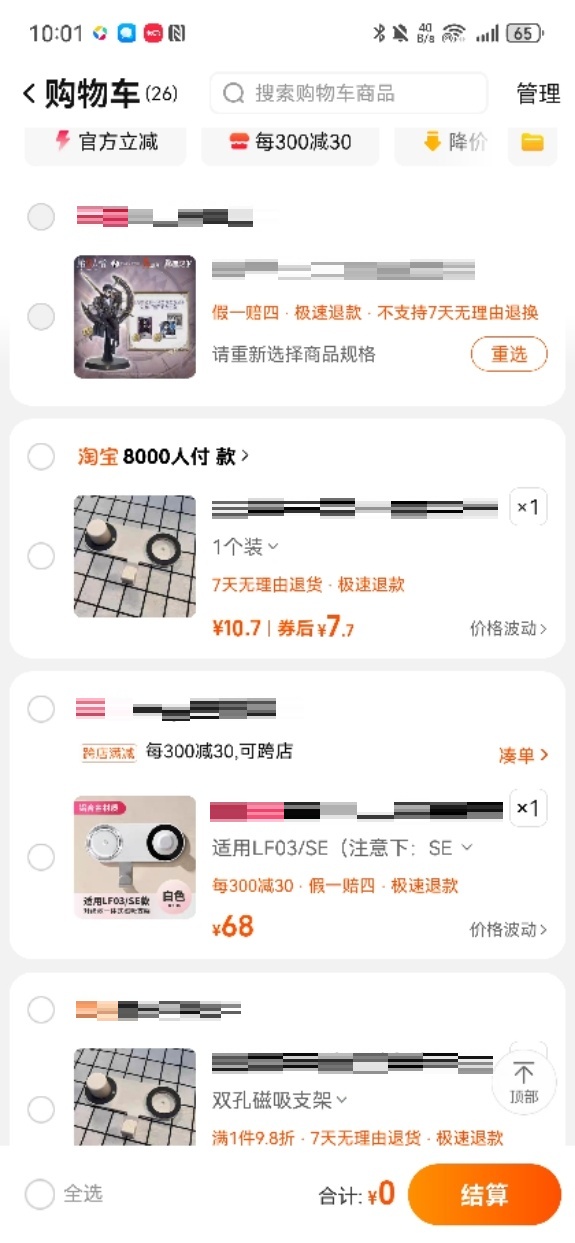 10:01 40 B/s 65
购物车(26) 搜索购物车商品 管理
官方立减 每300减30 降价
假一赔四 · 极速退款 · 不支持7天无理由退换
请重新选择商品规格 重选
淘宝 8000人付 款 >
×1
1个装
7天无理由退货 · 极速退款
¥10.7 | 券后 ¥7.7 价格波动>
跨店满减 每300减30,可跨店 凑单 >
×1
适用LF03/SE（注意下：SE
每300减30 · 假一赔四 · 极速退款
适用LF03/SE款 白色
¥68 价格波动>
双孔磁吸支架
顶部
满1件9.8折 · 7天无理由退货 · 极速退款
全选 合计: ¥0 结算